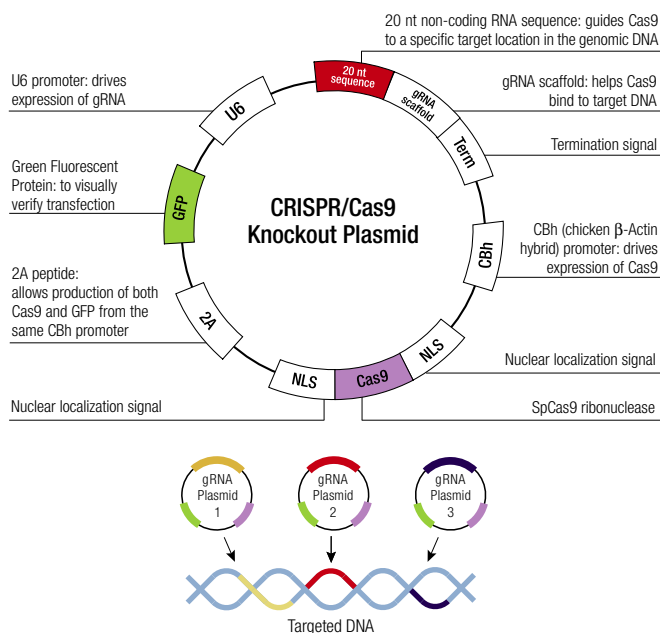 20 nt non-coding RNA sequence: guides Cas9
to a specific target location in the genomic DNA
U6 promoter: drives
expression of gRNA
20 nt
sequence
gRNA
scaffold
gRNA scaffold: helps Cas9
bind to target DNA
U6
Term
Termination signal
Green Fluorescent
Protein: to visually
verify transfection
GFP
CRISPR/Cas9
Knockout Plasmid
CBh
CBh (chicken β-Actin
hybrid) promoter: drives
expression of Cas9
2A peptide:
allows production of both
Cas9 and GFP from the
same CBh promoter
2A
NLS
Cas9
NLS
Nuclear localization signal
Nuclear localization signal
SpCas9 ribonuclease
gRNA
Plasmid
1
gRNA
Plasmid
2
gRNA
Plasmid
3
Targeted DNA